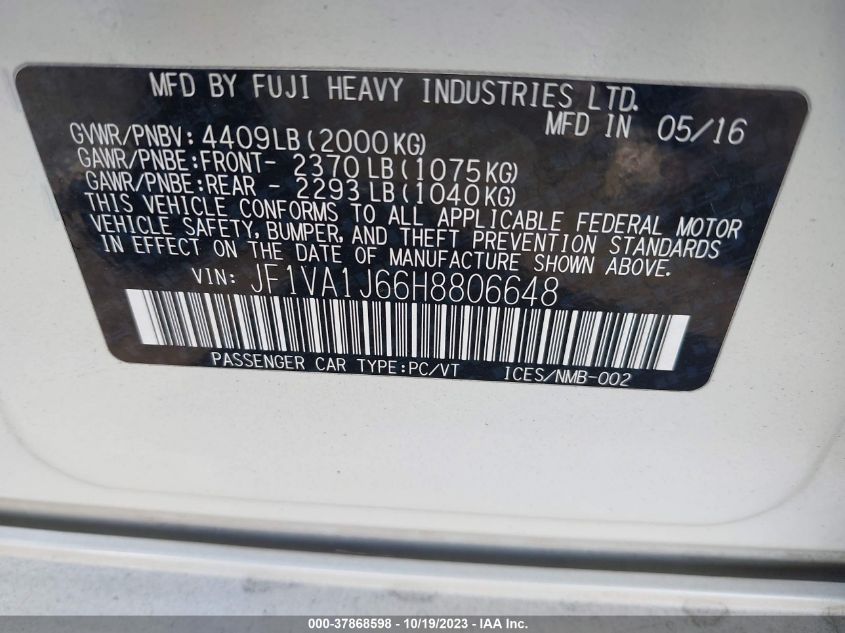 MFD BY FUJI HEAVY INDUSTRIES LTD.
MFD IN 05/16
GVWR/PNBV: 4409LB(2000KG)
GAWR/PNBE:FRONT- 2370LB(1075KG)
GAWR/PNBE:REAR - 2293LB(1040KG)
THIS VEHICLE CONFORMS TO ALL APPLICABLE FEDERAL MOTOR
VEHICLE SAFETY, BUMPER, AND THEFT PREVENTION STANDARDS
IN EFFECT ON THE DATE OF MANUFACTURE SHOWN ABOVE.
VIN: JF1VA1J66H8806648
PASSENGER CAR TYPE:PC/VT ICES/NMB-002
000-37868598 - 10/19/2023 - IAA Inc.